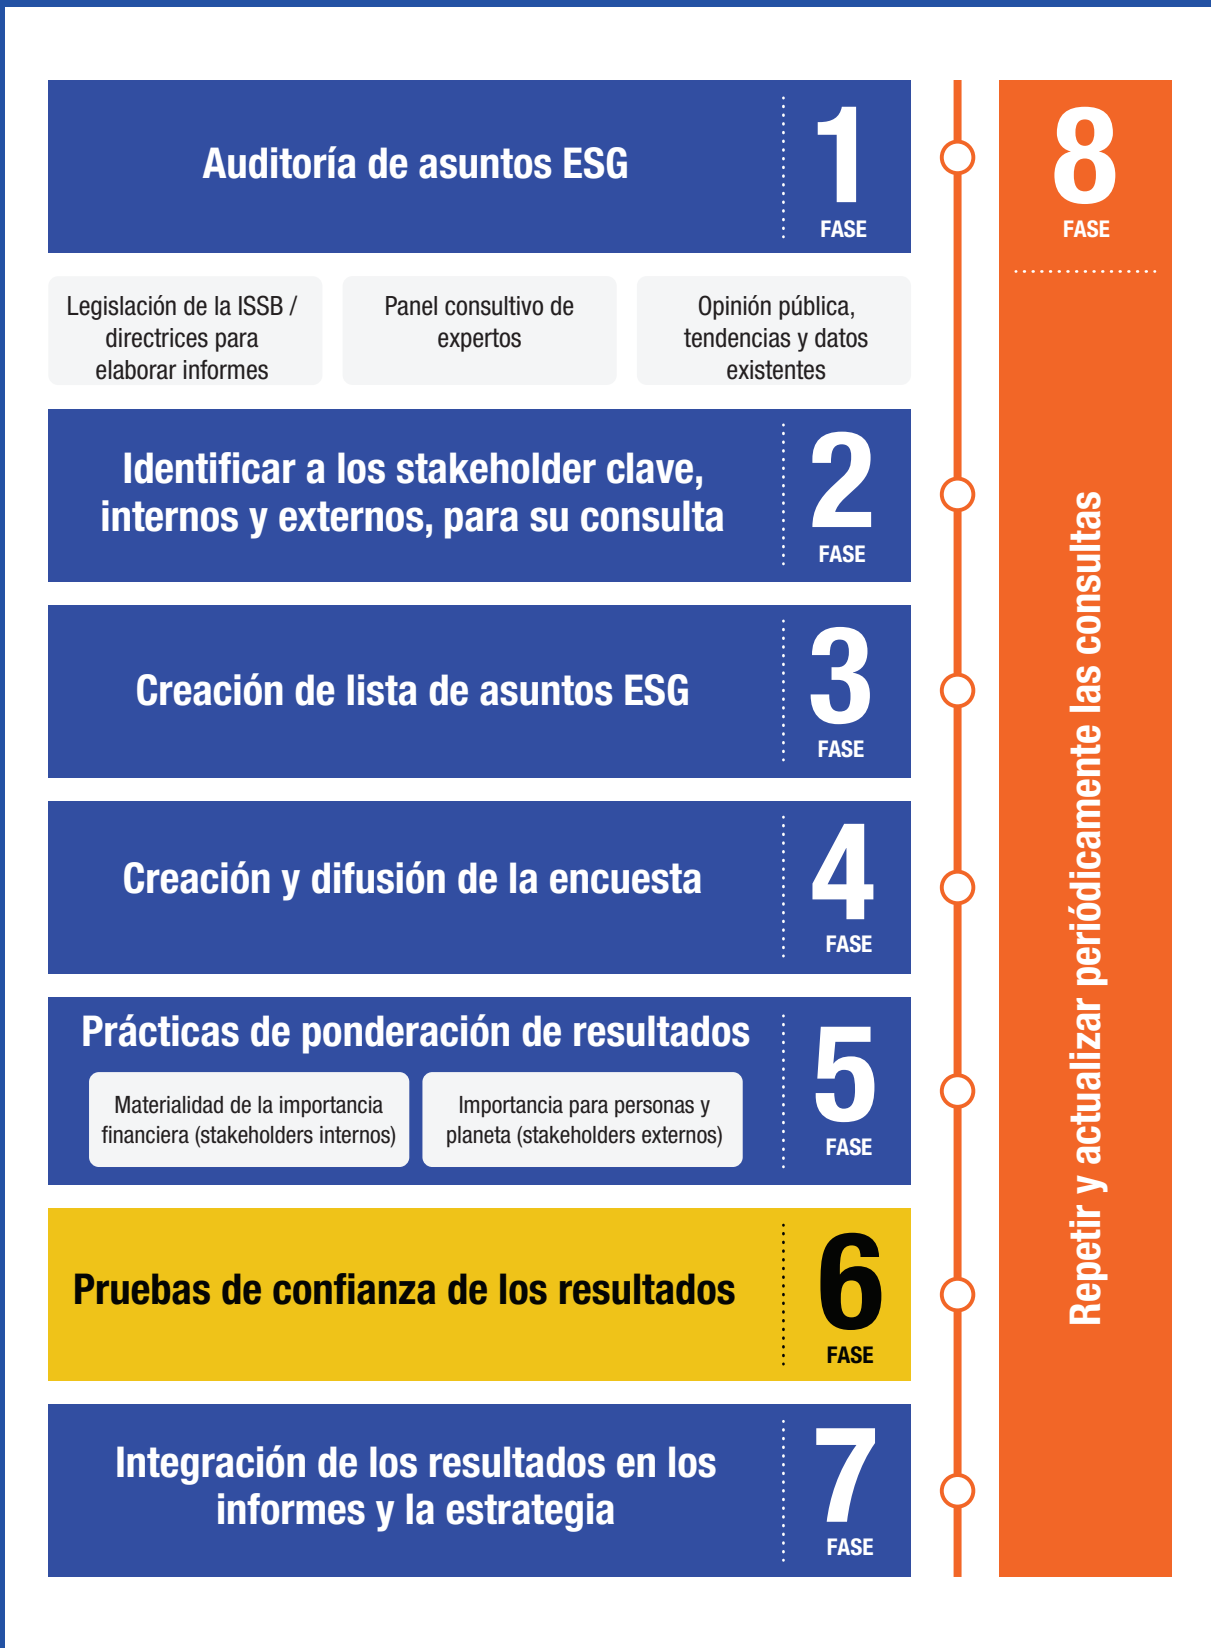 Auditoría de asuntos ESG
1
FASE
Legislación de la ISSB /
directrices para
elaborar informes
Panel consultivo de
expertos
Opinión pública,
tendencias y datos
existentes
Identificar a los stakeholder clave,
internos y externos, para su consulta
2
FASE
Creación de lista de asuntos ESG
3
FASE
Creación y difusión de la encuesta
4
FASE
Prácticas de ponderación de resultados
Materialidad de la importancia
financiera (stakeholders internos)
Importancia para personas y
planeta (stakeholders externos)
5
FASE
Pruebas de confianza de los resultados
6
FASE
Integración de los resultados en los
informes y la estrategia
7
FASE
8
FASE
Repetir y actualizar periódicamente las consultas